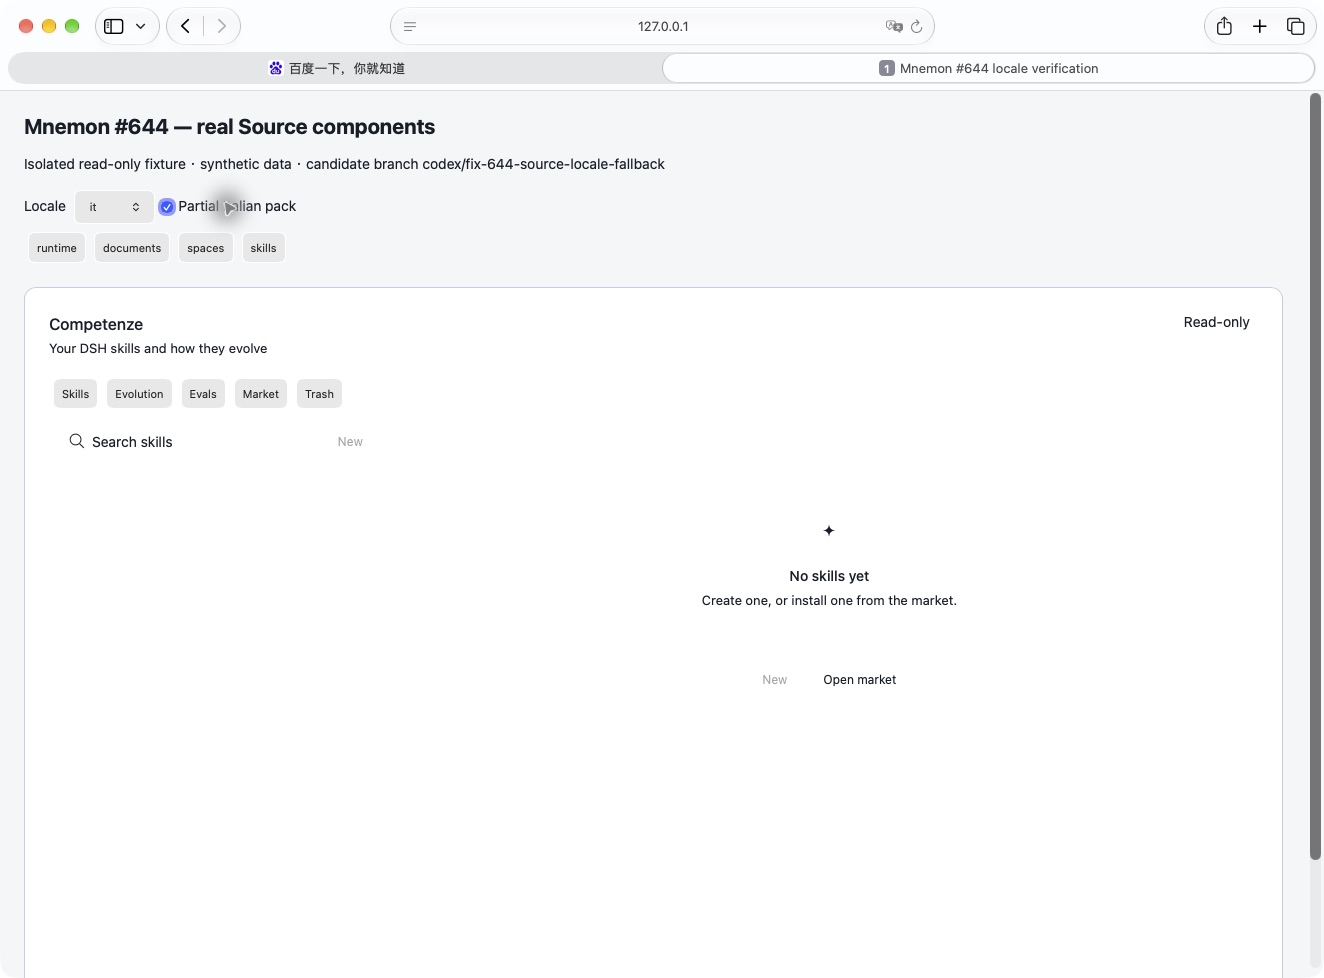 127.0.0.1
百度一下，你就知道
1 Mnemon #644 locale verification
Mnemon #644 — real Source components
Isolated read-only fixture · synthetic data · candidate branch codex/fix-644-source-locale-fallback
Locale it Partial Italian pack
runtime documents spaces skills
Competenze Read-only
Your DSH skills and how they evolve
Skills Evolution Evals Market Trash
Search skills New
No skills yet
Create one, or install one from the market.
New Open market